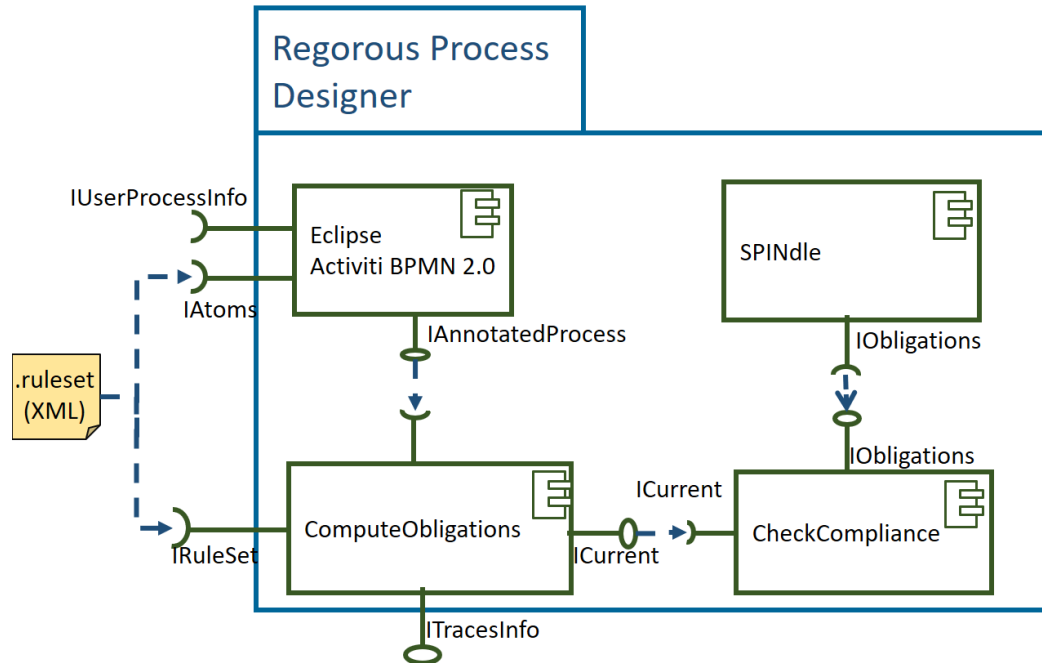 Regorous Process
Designer
IUserProcessInfo
Eclipse
Activiti BPMN 2.0
SPINdle
IAtoms
IAnnotatedProcess
IObligations
.ruleset
(XML)
IObligations
ICurrent
ComputeObligations
CheckCompliance
IRuleSet
ICurrent
ITracesInfo